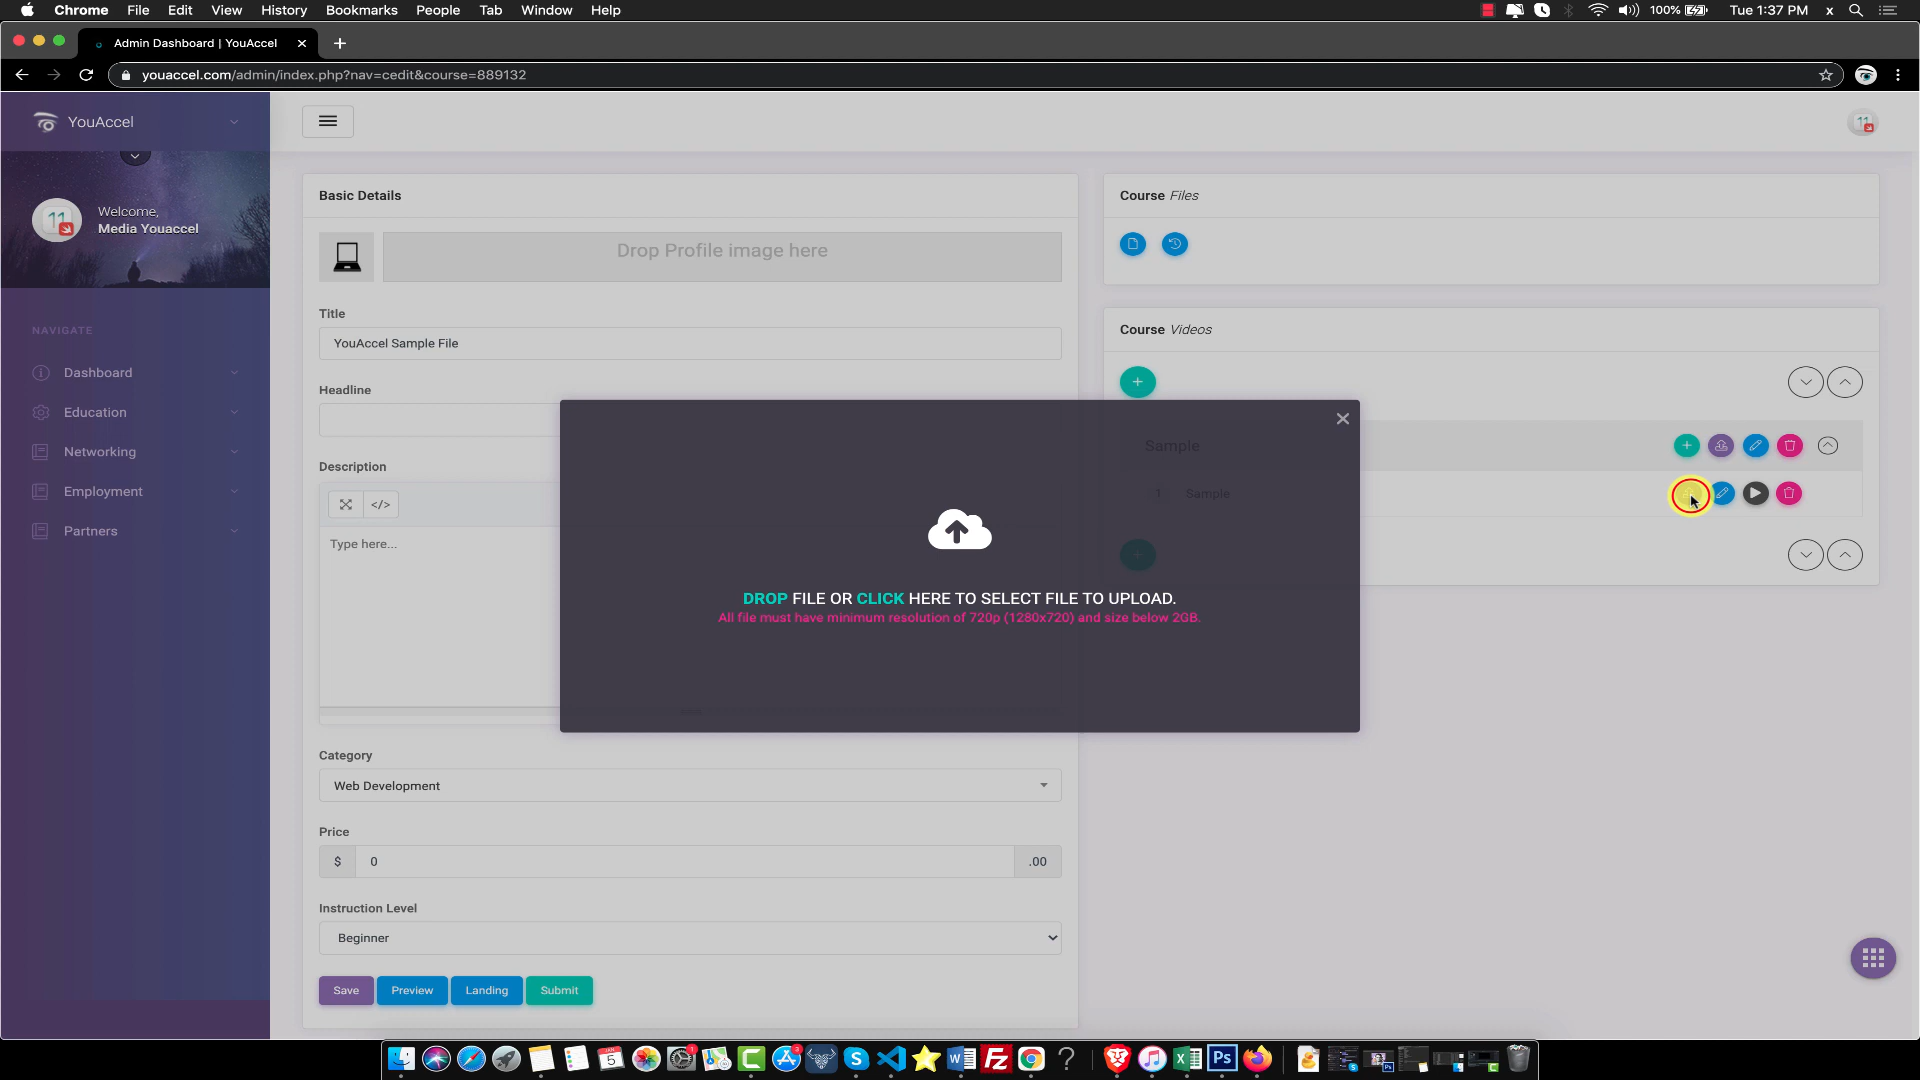 Chrome File Edit View History Bookmarks People Tab Window Help
100% Tue 1:37 PM x
Admin Dashboard | YouAccel
youaccel.com/admin/index.php?nav=cedit&course=889132
YouAccel
Welcome,
Media Youaccel
NAVIGATE
Dashboard
Education
Networking
Employment
Partners
Basic Details
Drop Profile image here
Title
YouAccel Sample File
Headline
Description
</>
Type here...
Category
Web Development
Price
$ 0 .00
Instruction Level
Beginner
Save Preview Landing Submit
Course Files
Course Videos
Sample
1 Sample
DROP FILE OR CLICK HERE TO SELECT FILE TO UPLOAD.
All file must have minimum resolution of 720p (1280x720) and size below 2GB.